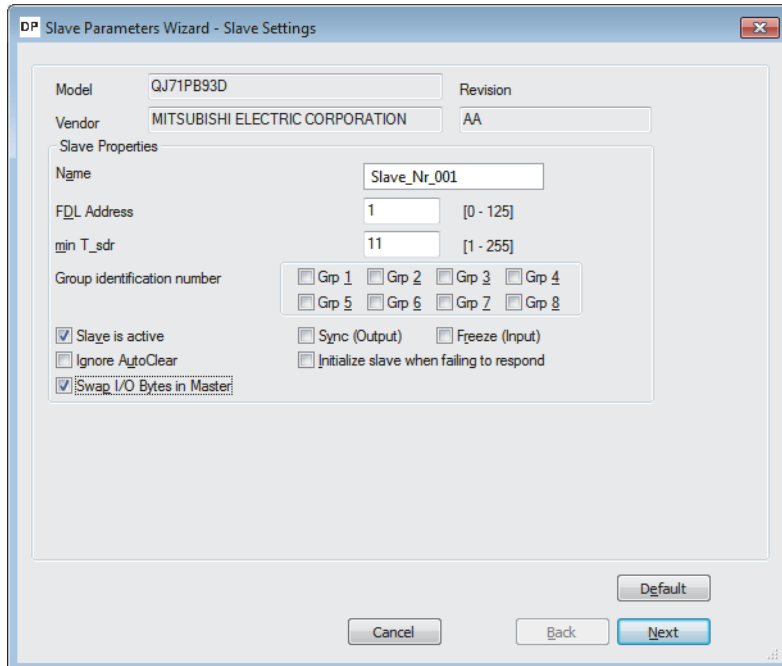 DP Slave Parameters Wizard - Slave Settings
Model QJ71PB93D Revision
Vendor MITSUBISHI ELECTRIC CORPORATION AA
Slave Properties
Name Slave_Nr_001
FDL Address 1 [0 - 125]
min T_sdr 11 [1 - 255]
Group identification number Grp 1 Grp 2 Grp 3 Grp 4
Grp 5 Grp 6 Grp 7 Grp 8
Slave is active Sync (Output) Freeze (Input)
Ignore AutoClear Initialize slave when failing to respond
Swap I/O Bytes in Master
Default
Cancel Back Next